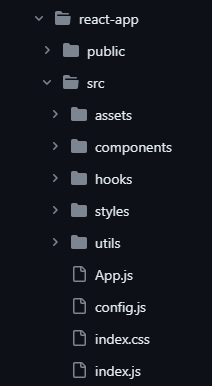 react-app
public
src
assets
components
hooks
styles
utils
App.js
config.js
index.css
index.js